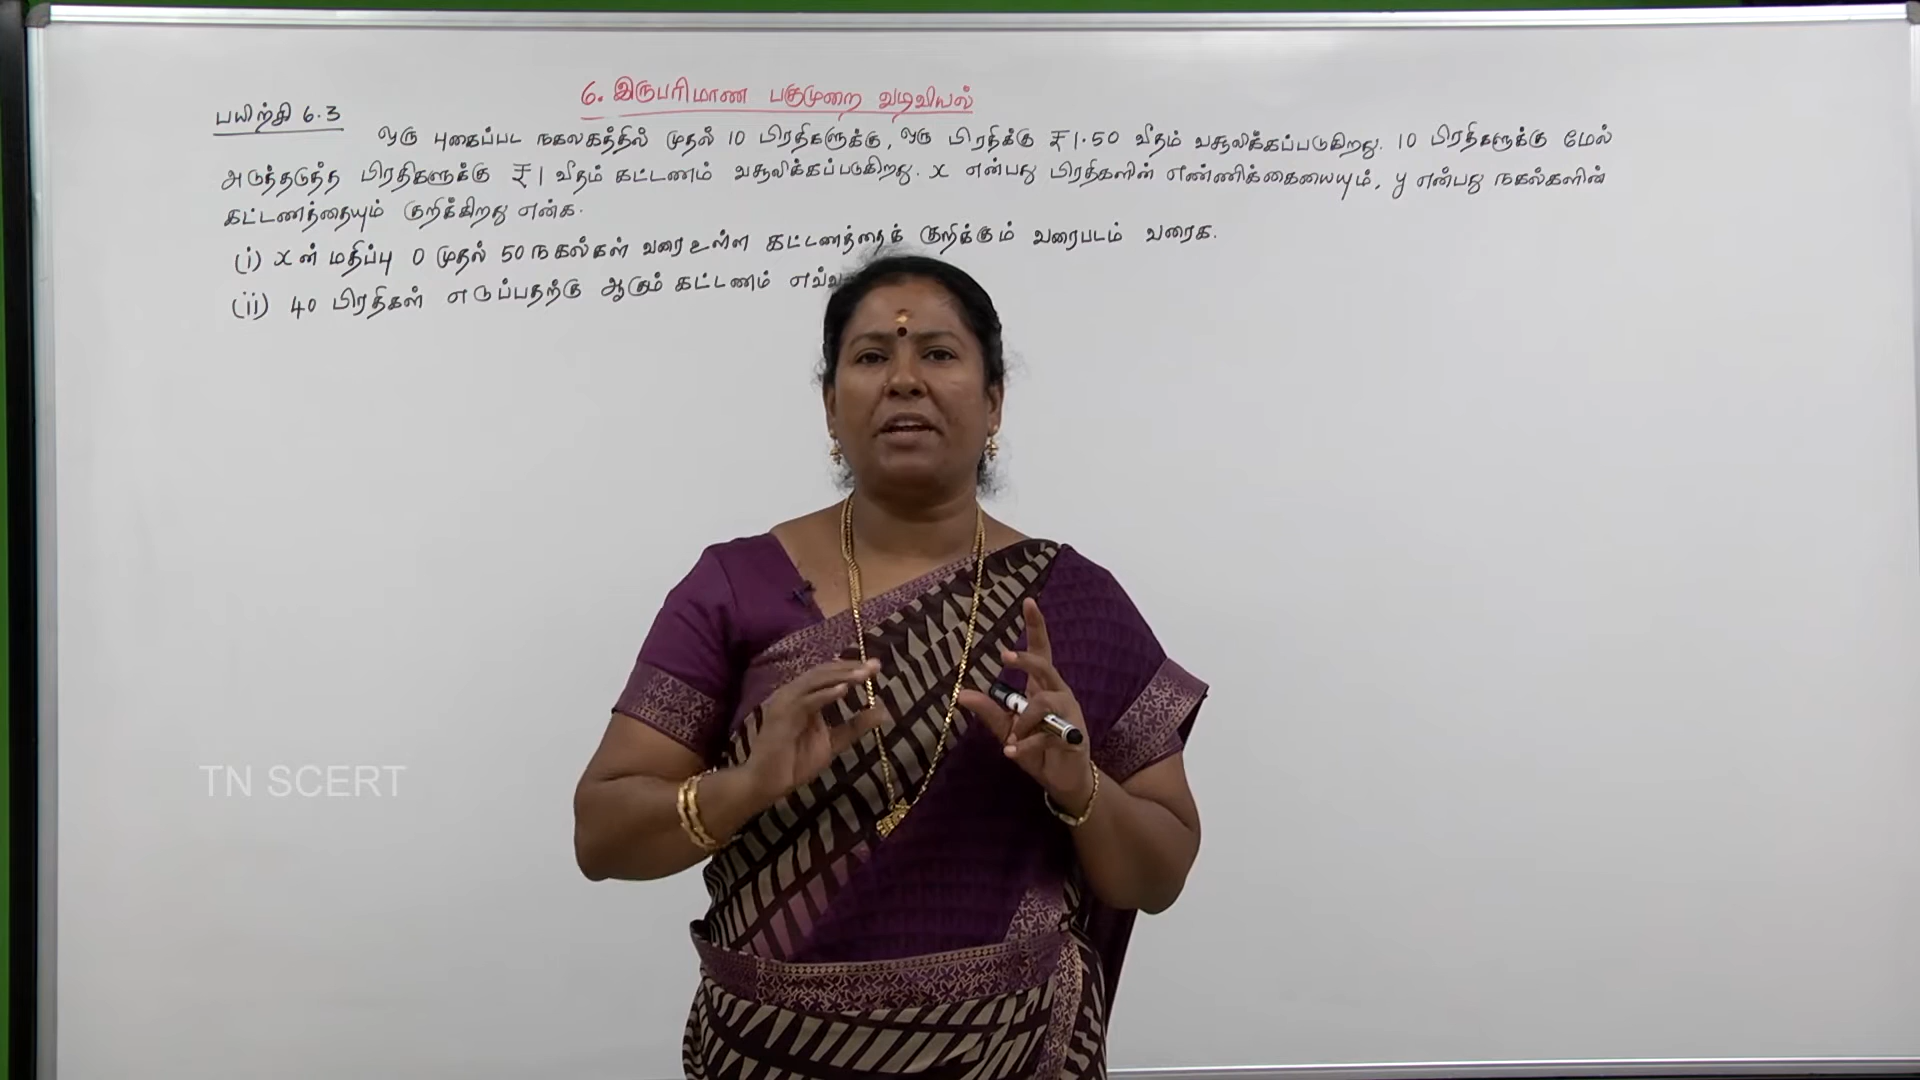 6. இருபரிமாண பகுமுறை வடிவியல்
பயிற்சி 6.3
ஒரு புகைப்பட நகலகத்தில் முதல் 10 பிரதிகளுக்கு, ஒரு பிரதிக்கு ₹1.50 வீதம் வசூலிக்கப்படுகிறது. 10 பிரதிகளுக்கு மேல்
அடுத்தடுத்த பிரதிகளுக்கு ₹1 வீதம் கட்டணம் வசூலிக்கப்படுகிறது. x என்பது பிரதிகளின் எண்ணிக்கையையும், y என்பது நகல்களின்
கட்டணத்தையும் குறிக்கிறது என்க.
(i) x ன் மதிப்பு 0 முதல் 50 நகல்கள் வரை உள்ள கட்டணத்தைக் குறிக்கும் வரைபடம் வரைக.
(ii) 40 பிரதிகள் எடுப்பதற்கு ஆகும் கட்டணம்
TN SCERT